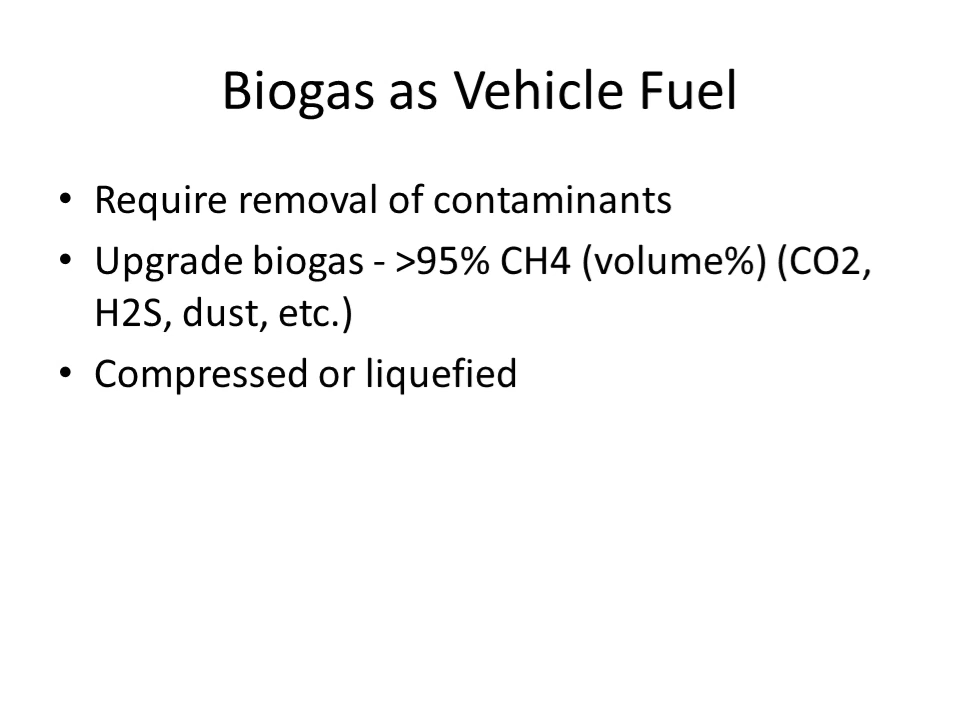 Biogas as Vehicle Fuel
• Require removal of contaminants
• Upgrade biogas - >95% CH4 (volume%) (CO2,
H2S, dust, etc.)
• Compressed or liquefied